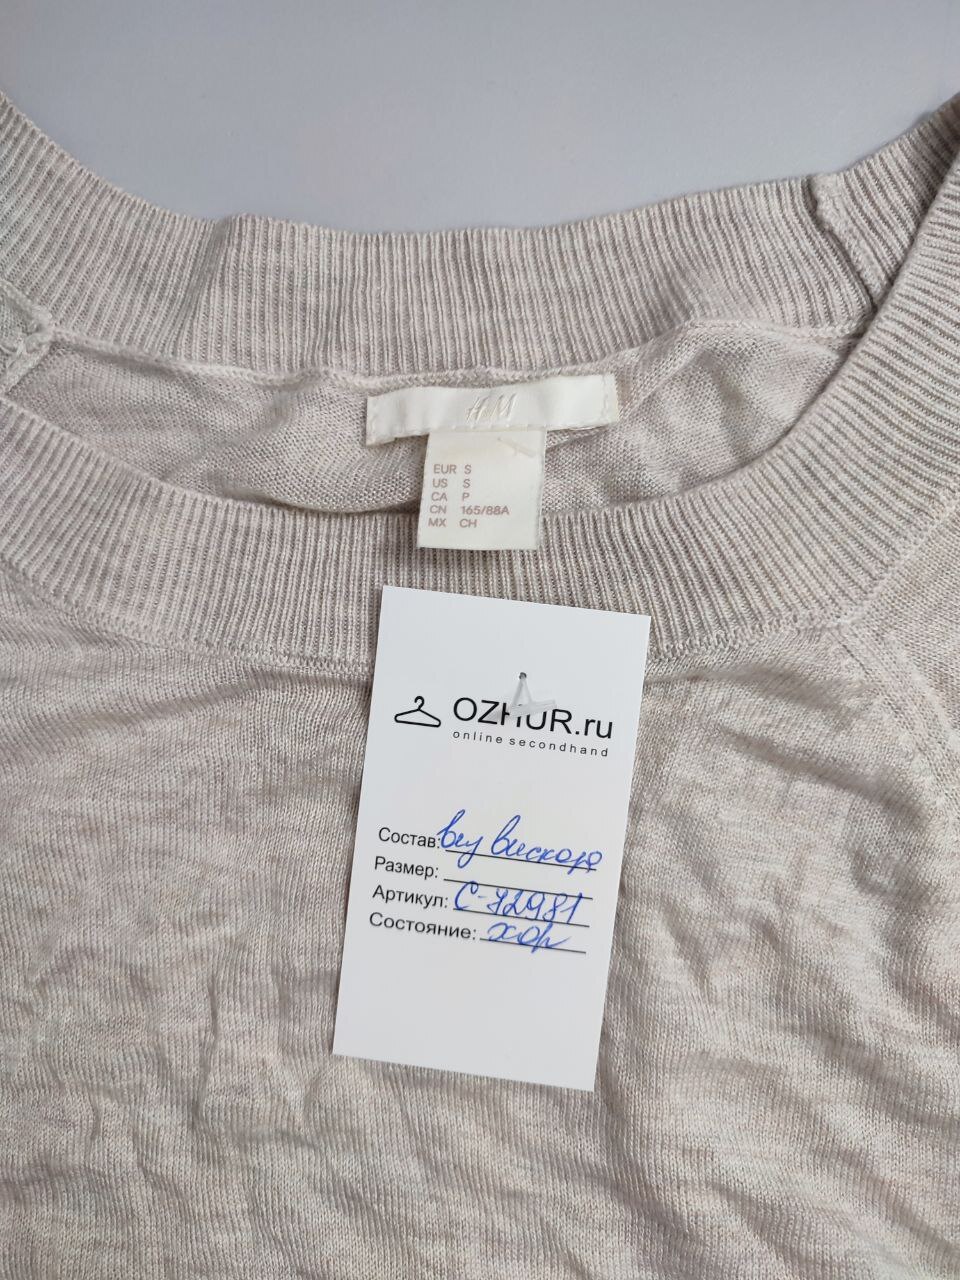 H&M
EUR S
US S
CA P
CN 165/88A
MX CH
OZHUR.ru
online secondhand
Состав: виз вискоза
Размер:
Артикул: С-72981
Состояние: хор